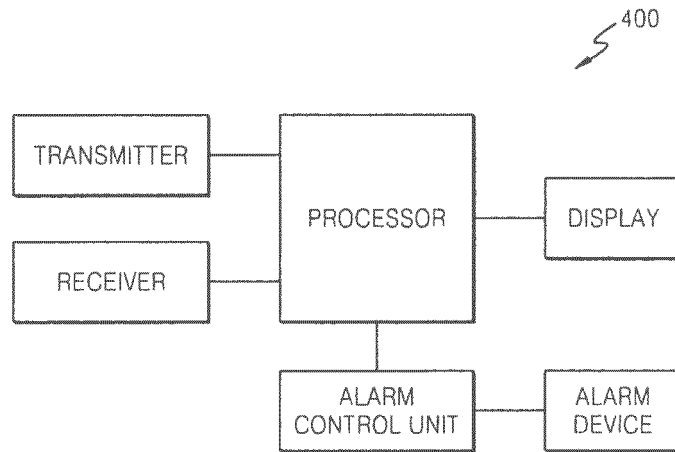 400
TRANSMITTER
PROCESSOR
DISPLAY
RECEIVER
ALARM
CONTROL UNIT
ALARM
DEVICE